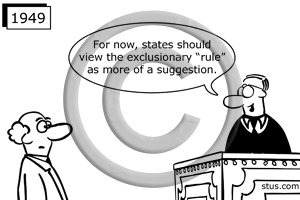 1949
For now, states should
view the exclusionary “rule”
as more of a suggestion.
©
stus.com